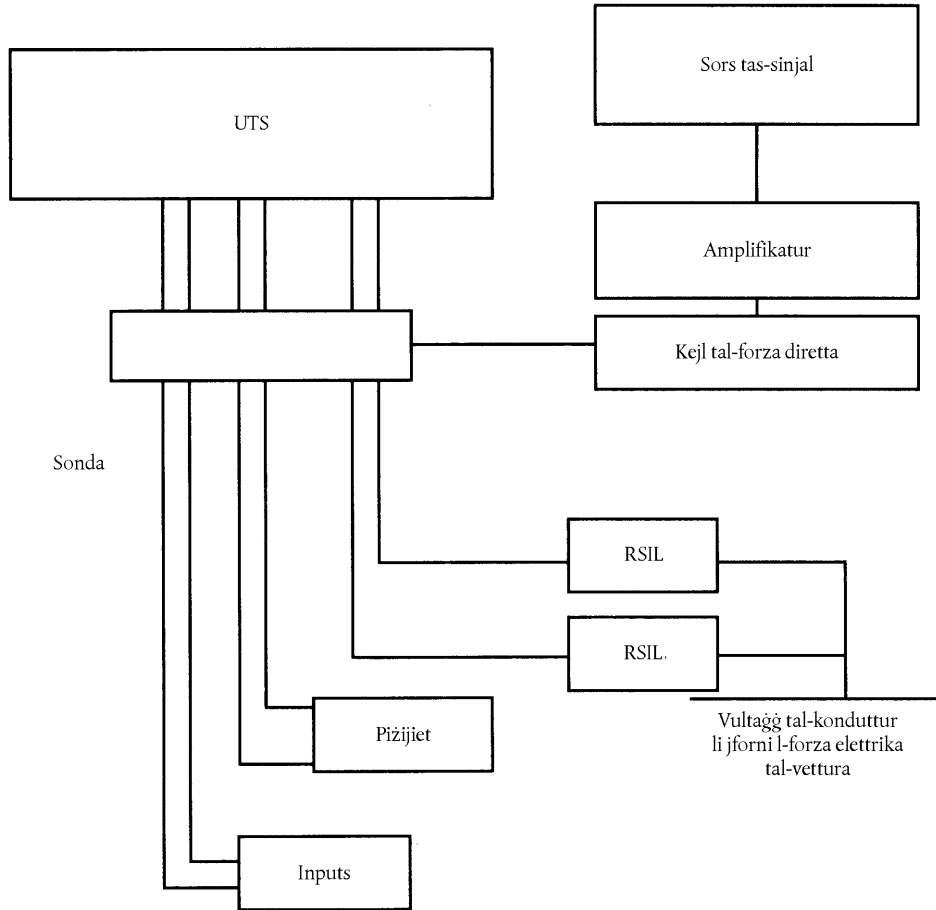 Sors tas-sinjal
UTS
Amplifikatur
Kejl tal-forza diretta
Sonda
RSIL
RSIL
Piżijiet
Vultaġġ tal-konduttur
li jforni l-forza elettrika
tal-vettura
Inputs